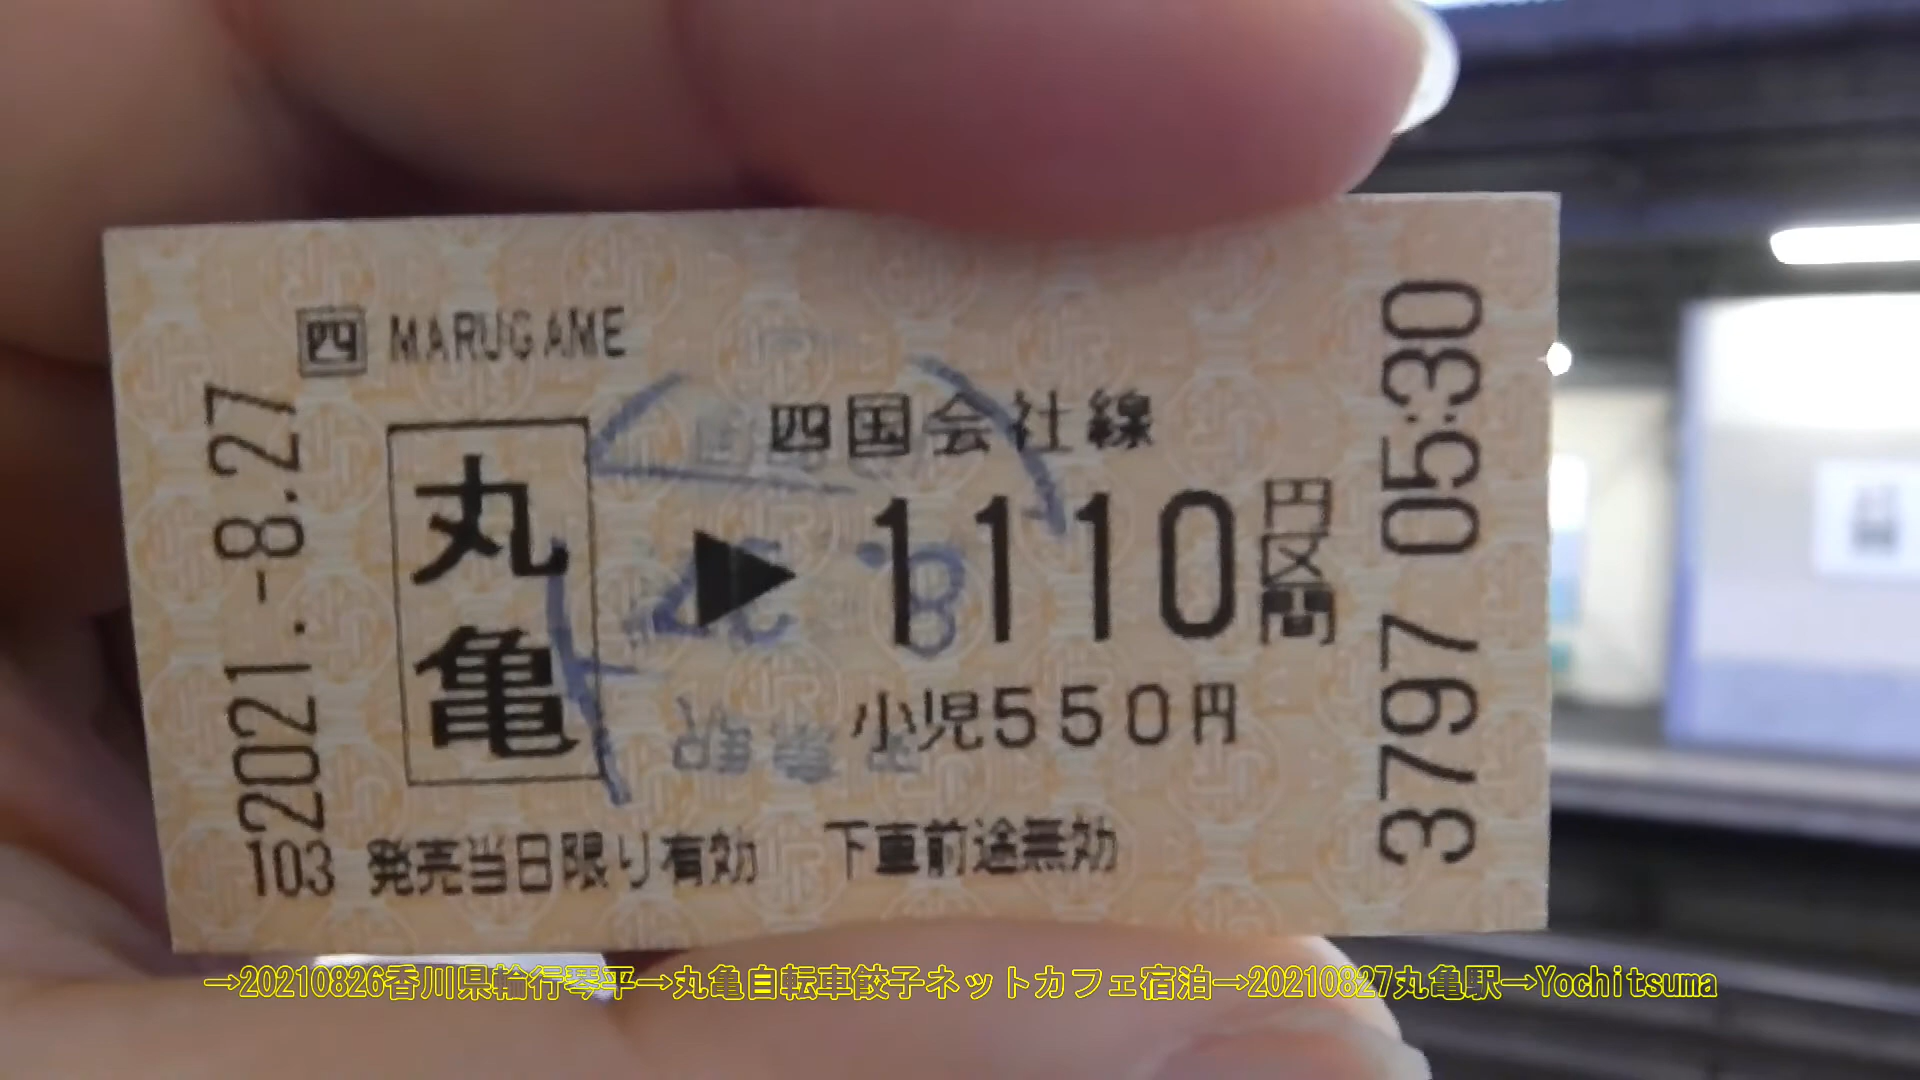 四 MARUGAME
2021.-8.27
丸亀
四国会社線
▶ 1110円区間
小児550円
103 発売当日限り有効 下車前途無効
3797 05:30
8.27
→20210826香川県輪行琴平→丸亀自転車餃子ネットカフェ宿泊→20210827丸亀駅→Yochitsuma